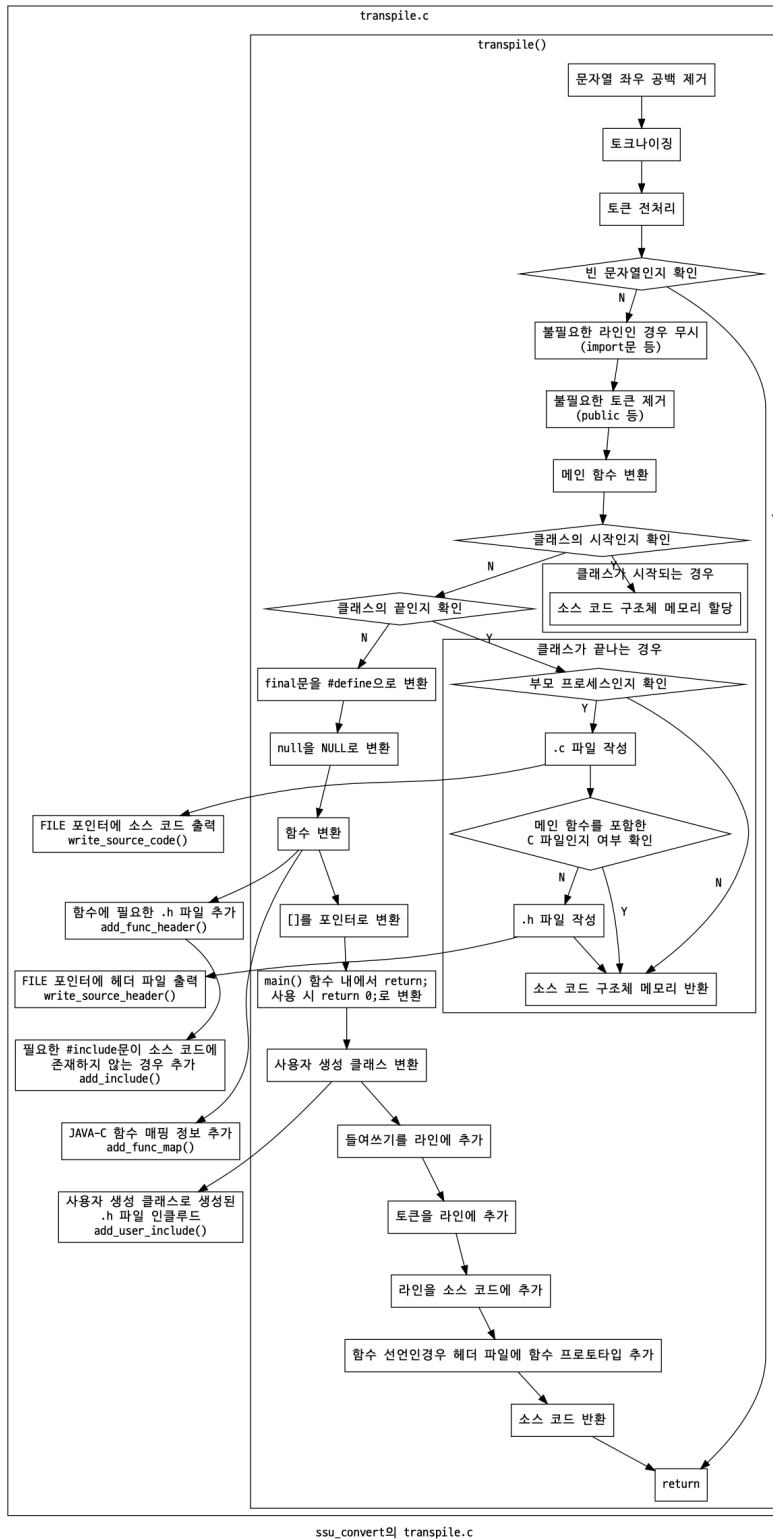 transpile.c
transpile()
문자열 좌우 공백 제거
토크나이징
토큰 전처리
빈 문자열인지 확인
N
불필요한 라인인 경우 무시
(import문 등)
불필요한 토큰 제거
(public 등)
메인 함수 변환
클래스의 시작인지 확인
N
Y
클래스가 시작되는 경우
소스 코드 구조체 메모리 할당
클래스의 끝인지 확인
N
Y
클래스가 끝나는 경우
final문을 #define으로 변환
부모 프로세스인지 확인
Y
null을 NULL로 변환
.c 파일 작성
FILE 포인터에 소스 코드 출력
write_source_code()
함수 변환
메인 함수를 포함한
C 파일인지 여부 확인
N
N
Y
함수에 필요한 .h 파일 추가
add_func_header()
[]를 포인터로 변환
.h 파일 작성
FILE 포인터에 헤더 파일 출력
write_source_header()
main() 함수 내에서 return;
사용 시 return 0;로 변환
소스 코드 구조체 메모리 반환
필요한 #include문이 소스 코드에
존재하지 않는 경우 추가
add_include()
사용자 생성 클래스 변환
JAVA-C 함수 매핑 정보 추가
add_func_map()
들여쓰기를 라인에 추가
사용자 생성 클래스로 생성된
.h 파일 인클루드
add_user_include()
토큰을 라인에 추가
라인을 소스 코드에 추가
함수 선언인경우 헤더 파일에 함수 프로토타입 추가
소스 코드 반환
return
ssu_convert의 transpile.c